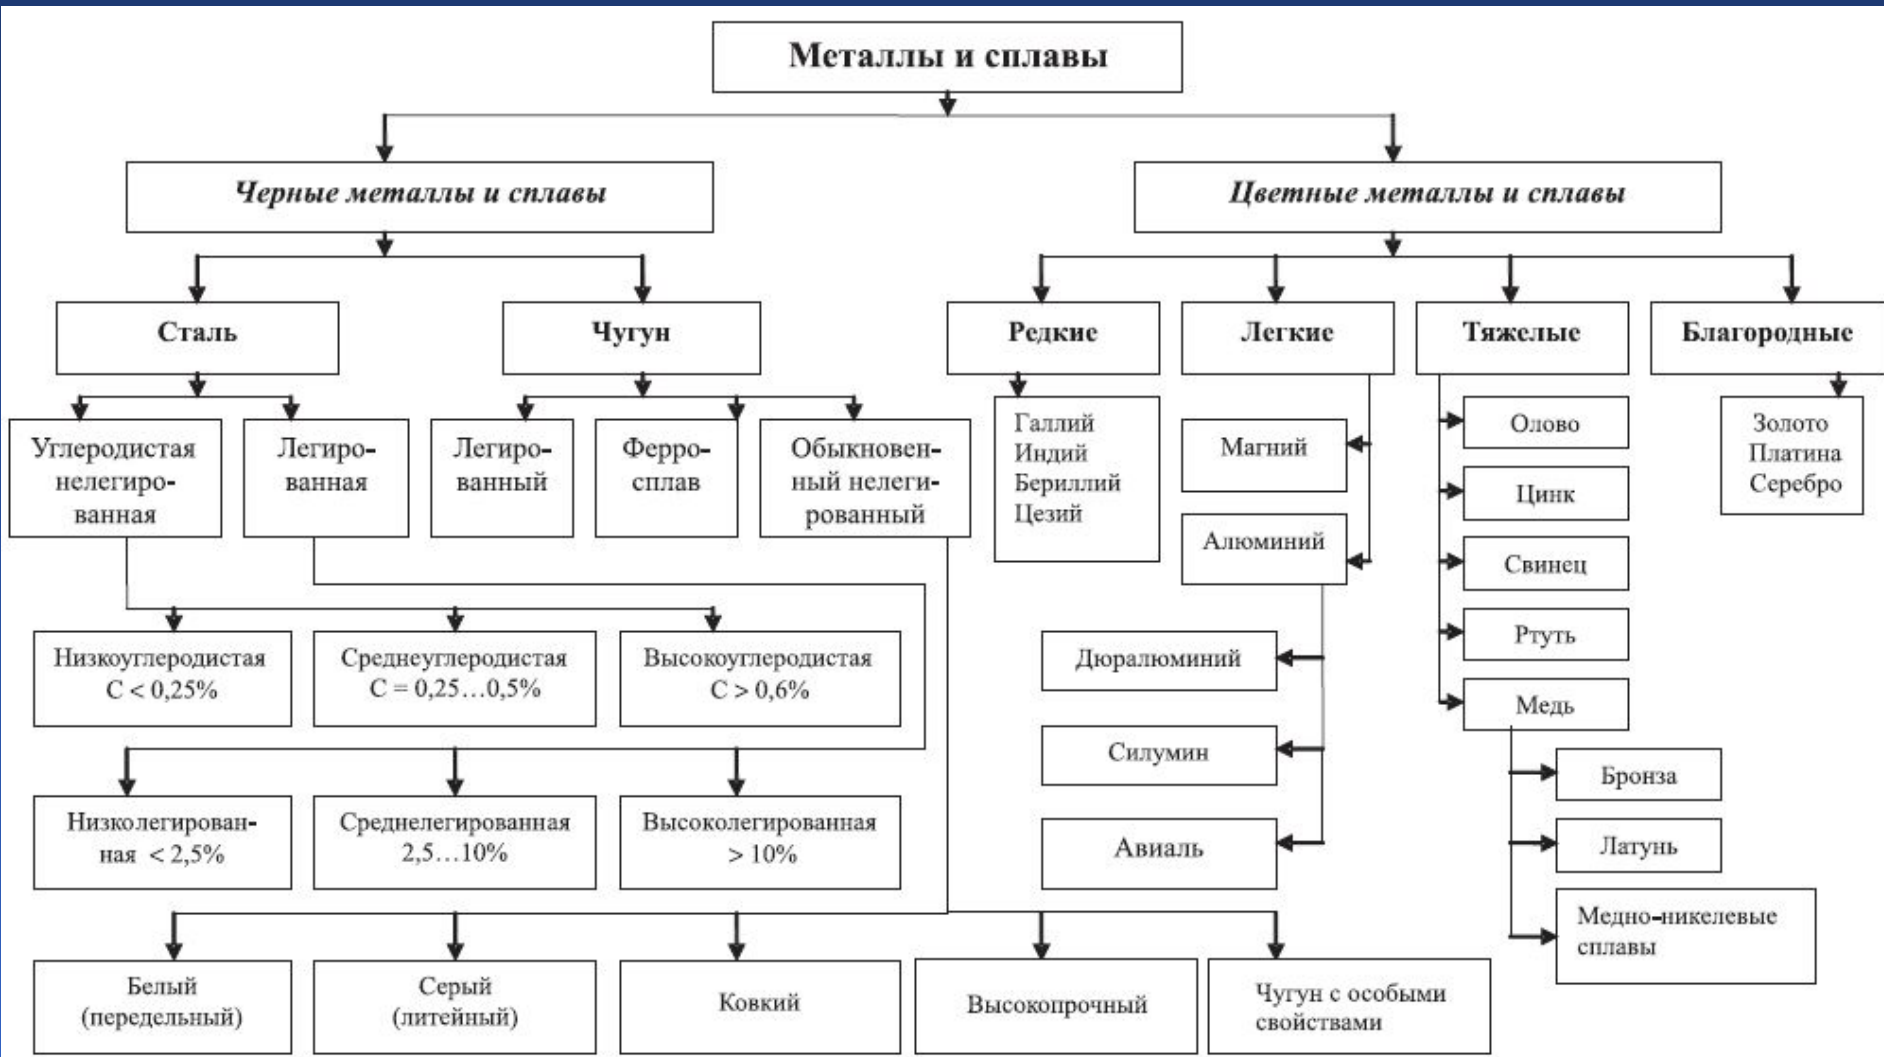 Металлы и сплавы
Черные металлы и сплавы
Цветные металлы и сплавы
Сталь
Чугун
Редкие
Легкие
Тяжелые
Благородные
Углеродистая
нелегиро-
ванная
Легиро-
ванная
Легиро-
ванный
Ферро-
сплав
Обыкновен-
ный нелеги-
рованный
Галлий
Индий
Бериллий
Цезий
Магний
Алюминий
Олово
Цинк
Свинец
Ртуть
Медь
Золото
Платина
Серебро
Низкоуглеродистая
С < 0,25%
Среднеуглеродистая
С = 0,25...0,5%
Высокоуглеродистая
С > 0,6%
Дюралюминий
Силумин
Авиаль
Бронза
Латунь
Медно-никелевые
сплавы
Низколегирован-
ная < 2,5%
Среднелегированная
2,5...10%
Высоколегированная
> 10%
Белый
(передельный)
Серый
(литейный)
Ковкий
Высокопрочный
Чугун с особыми
свойствами